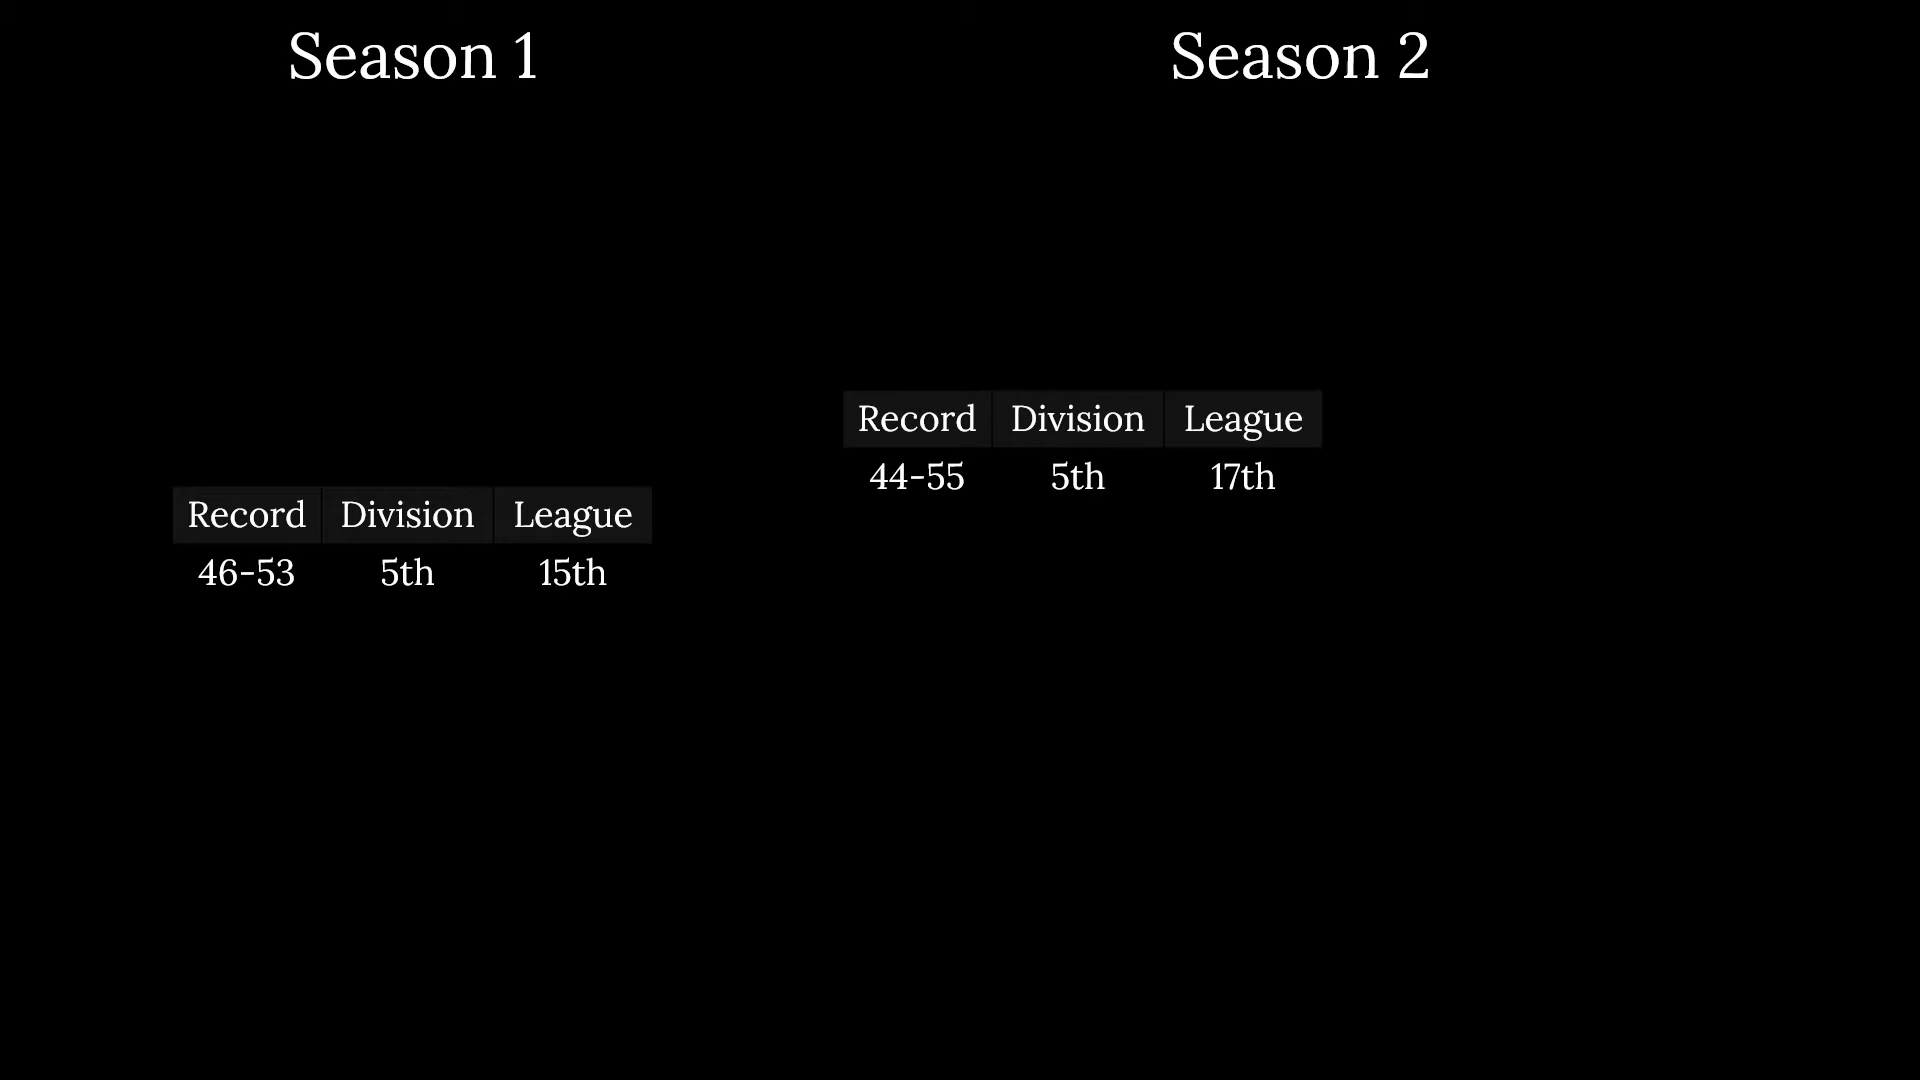 Season 1
Season 2
Record Division League
44-55 5th 17th
Record Division League
46-53 5th 15th